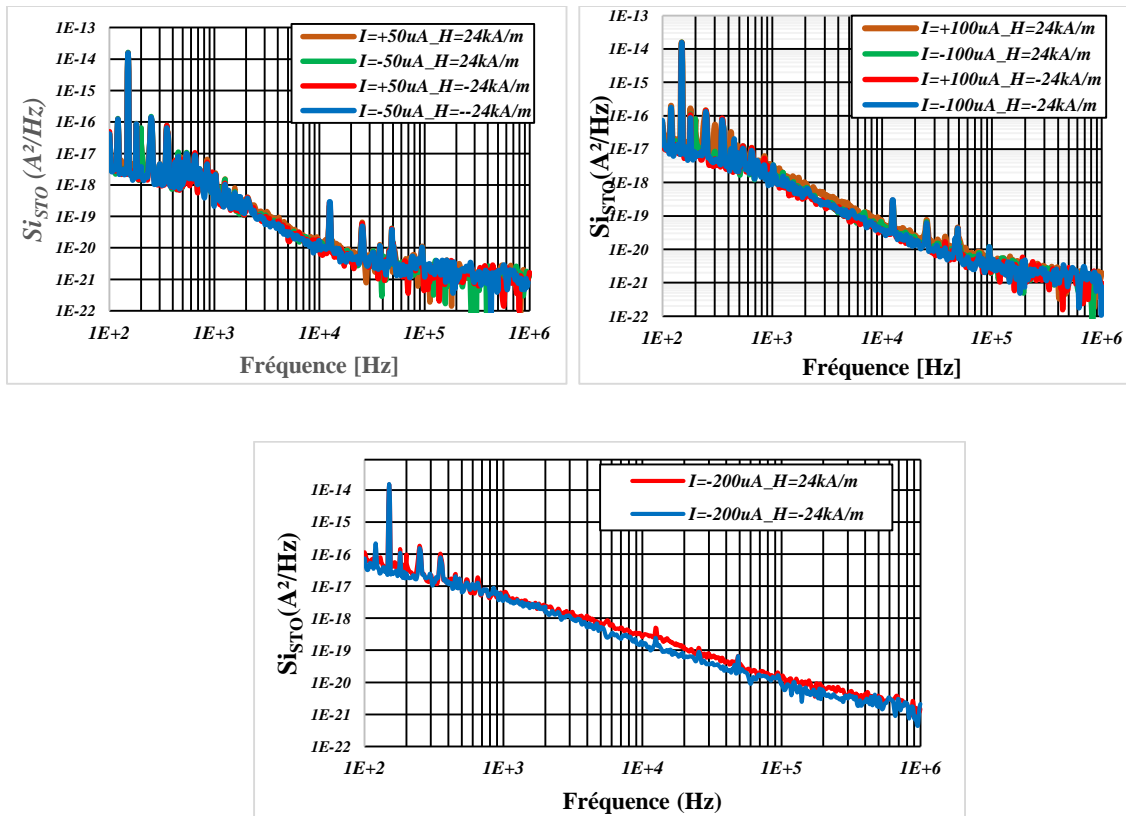 1E-13
1E-14
1E-15
1E-16
1E-17
1E-18
1E-19
1E-20
1E-21
1E-22
Si_STO (A²/Hz)
I=+50uA_H=24kA/m
I=-50uA_H=24kA/m
I=+50uA_H=-24kA/m
I=-50uA_H=--24kA/m
1E+2 1E+3 1E+4 1E+5 1E+6
Fréquence [Hz]
1E-13
1E-14
1E-15
1E-16
1E-17
1E-18
1E-19
1E-20
1E-21
1E-22
Si_STO(A²/Hz)
I=+100uA_H=24kA/m
I=-100uA_H=24kA/m
I=+100uA_H=-24kA/m
I=-100uA_H=-24kA/m
1E+2 1E+3 1E+4 1E+5 1E+6
Fréquence [Hz]
1E-14
1E-15
1E-16
1E-17
1E-18
1E-19
1E-20
1E-21
1E-22
Si_STO(A²/Hz)
I=-200uA_H=24kA/m
I=-200uA_H=-24kA/m
1E+2 1E+3 1E+4 1E+5 1E+6
Fréquence (Hz)